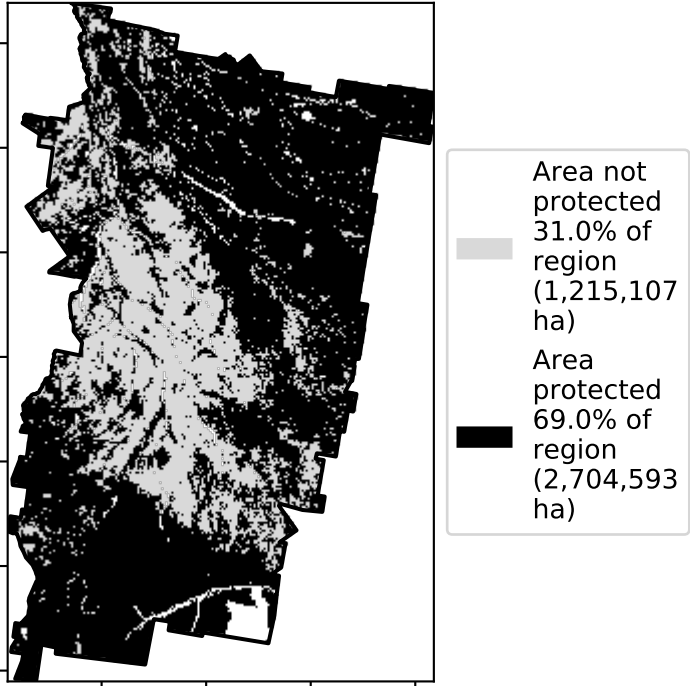 Area not
protected
31.0% of
region
(1,215,107
ha)
Area
protected
69.0% of
region
(2,704,593
ha)